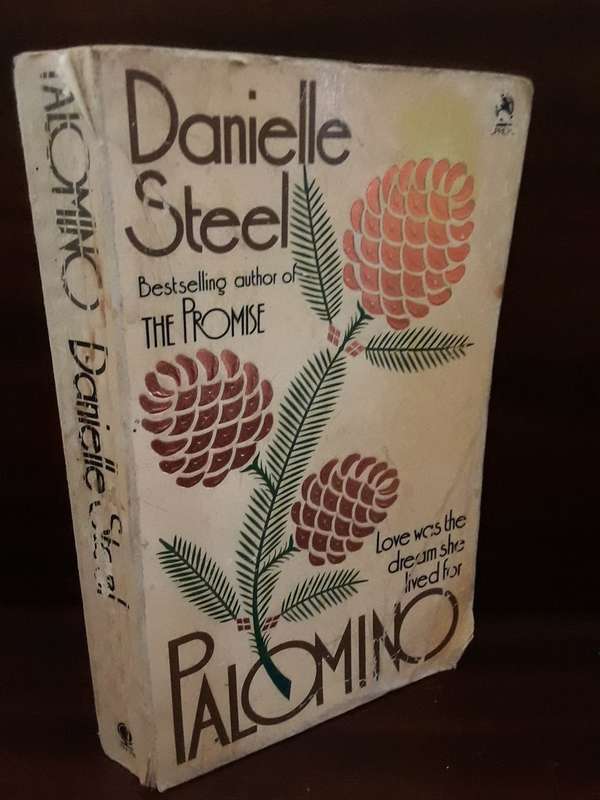 Danielle
Steel
Bestselling author of
THE PROMISE
Love was the
dream she
lived for
PALOMINO
PALOMINO Danielle Steel